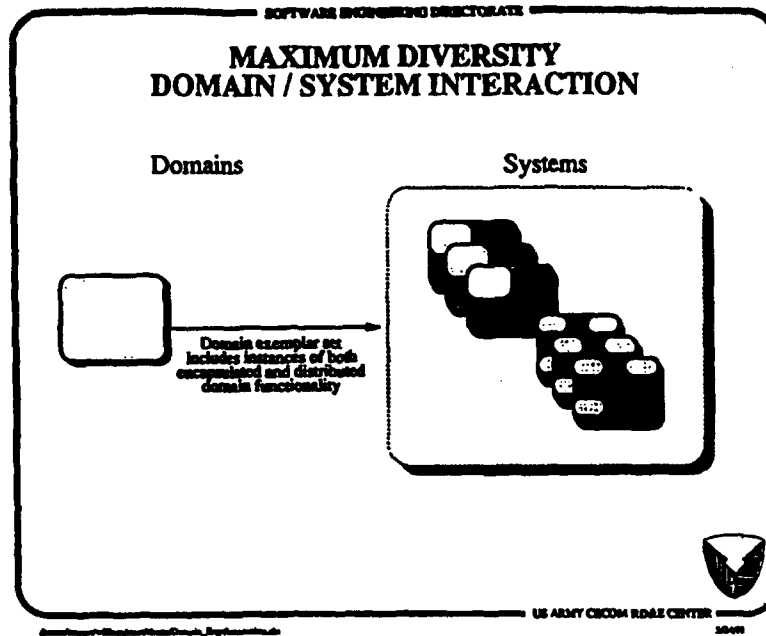 SOFTWARE ENGINEERING DIRECTORATE
MAXIMUM DIVERSITY
DOMAIN / SYSTEM INTERACTION
Domains
Systems
Domain exemplar set
includes instances of both
encapsulated and distributed
domain functionality
US ARMY CECOM RD&E CENTER